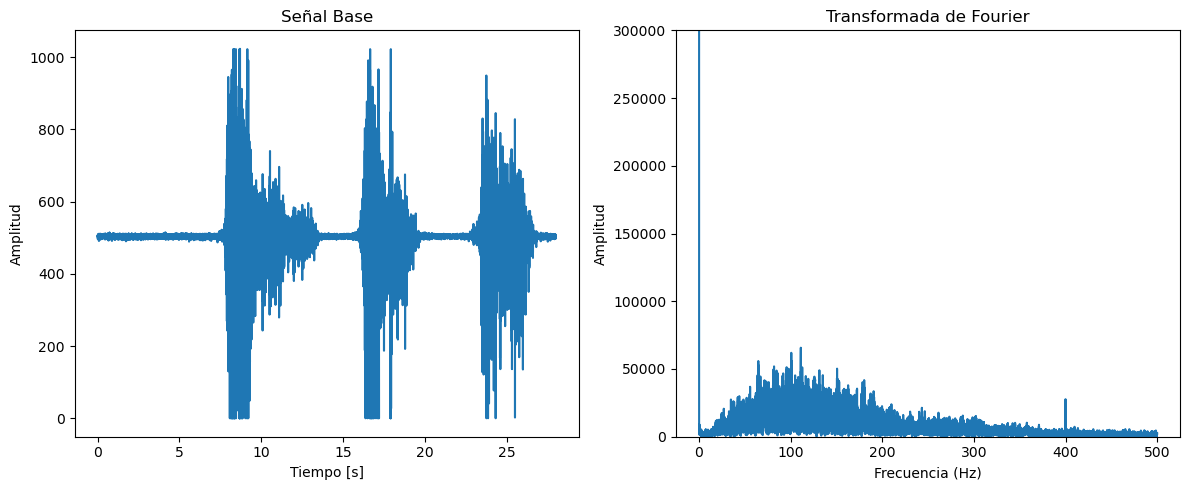 Señal Base
Amplitud
1000
800
600
400
200
0
0 5 10 15 20 25
Tiempo [s]
Transformada de Fourier
Amplitud
300000
250000
200000
150000
100000
50000
0
0 100 200 300 400 500
Frecuencia (Hz)